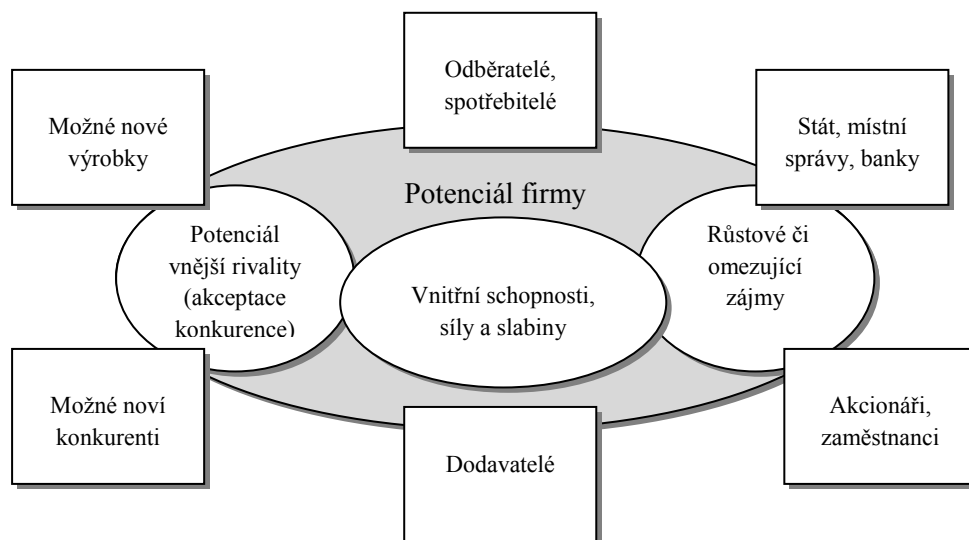 Odběratelé,
spotřebitelé
Možné nové
výrobky
Stát, místní
správy, banky
Potenciál firmy
Potenciál
vnější rivality
(akceptace
konkurence)
Vnitřní schopnosti,
síly a slabiny
Růstové či
omezující
zájmy
Možné noví
konkurenti
Dodavatelé
Akcionáři,
zaměstnanci